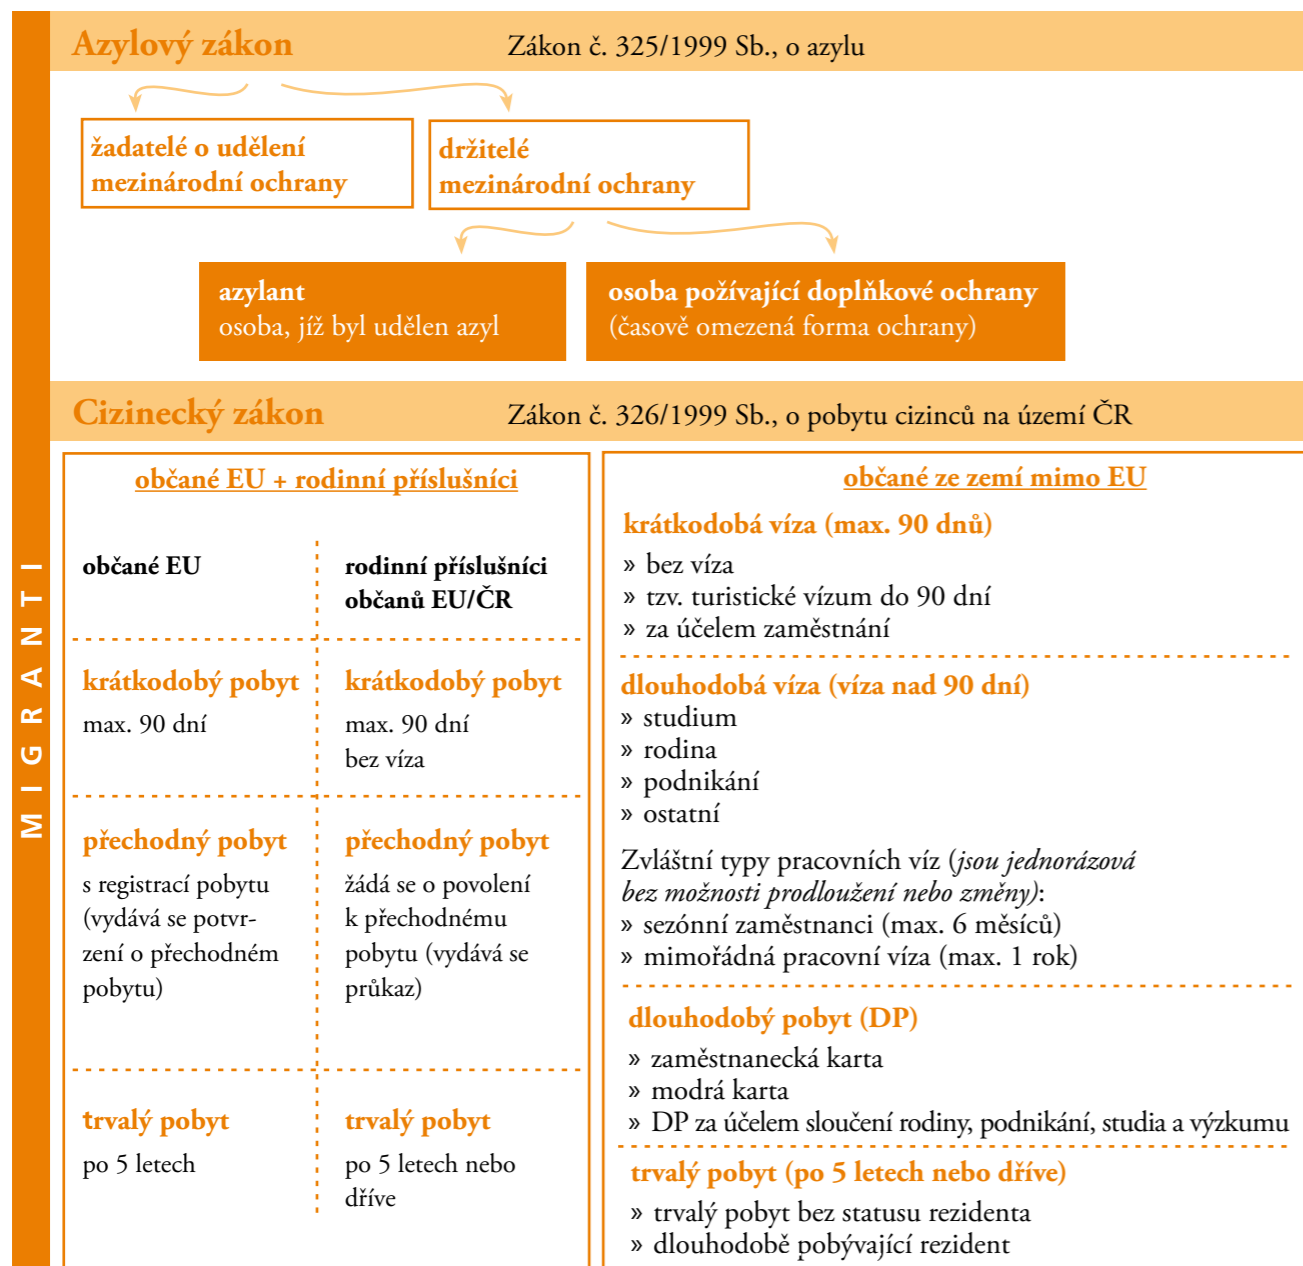 MIGRANTI
Azylový zákon
Zákon č. 325/1999 Sb., o azylu
žadatelé o udělení
mezinárodní ochrany
držitelé
mezinárodní ochrany
azylant
osoba, jíž byl udělen azyl
osoba požívající doplňkové ochrany
(časově omezená forma ochrany)
Cizinecký zákon
Zákon č. 326/1999 Sb., o pobytu cizinců na území ČR
občané EU + rodinní příslušníci
občané EU
rodinní příslušníci
občanů EU/ČR
krátkodobý pobyt
max. 90 dní
krátkodobý pobyt
max. 90 dní
bez víza
přechodný pobyt
s registrací pobytu
(vydává se potvr-
zení o přechodném
pobytu)
přechodný pobyt
žádá se o povolení
k přechodnému
pobytu (vydává se
průkaz)
trvalý pobyt
po 5 letech
trvalý pobyt
po 5 letech nebo
dříve
občané ze zemí mimo EU
krátkodobá víza (max. 90 dnů)
» bez víza
» tzv. turistické vízum do 90 dní
» za účelem zaměstnání
dlouhodobá víza (víza nad 90 dní)
» studium
» rodina
» podnikání
» ostatní
Zvláštní typy pracovních víz (jsou jednorázová
bez možnosti prodloužení nebo změny):
» sezónní zaměstnanci (max. 6 měsíců)
» mimořádná pracovní víza (max. 1 rok)
dlouhodobý pobyt (DP)
» zaměstnanecká karta
» modrá karta
» DP za účelem sloučení rodiny, podnikání, studia a výzkumu
trvalý pobyt (po 5 letech nebo dříve)
» trvalý pobyt bez statusu rezidenta
» dlouhodobě pobývající rezident